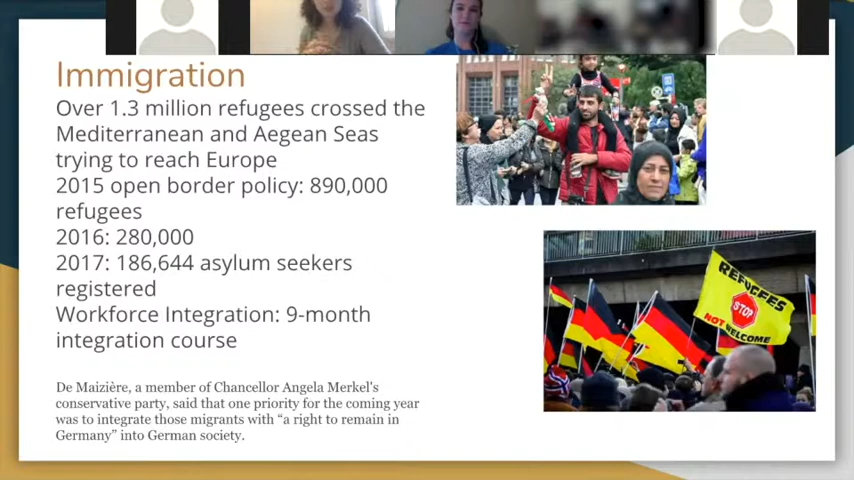 Immigration
Over 1.3 million refugees crossed the
Mediterranean and Aegean Seas
trying to reach Europe
2015 open border policy: 890,000
refugees
2016: 280,000
2017: 186,644 asylum seekers
registered
Workforce Integration: 9-month
integration course
De Maizière, a member of Chancellor Angela Merkel's
conservative party, said that one priority for the coming year
was to integrate those migrants with “a right to remain in
Germany” into German society.
REFUGEES
STOP
NOT WELCOME